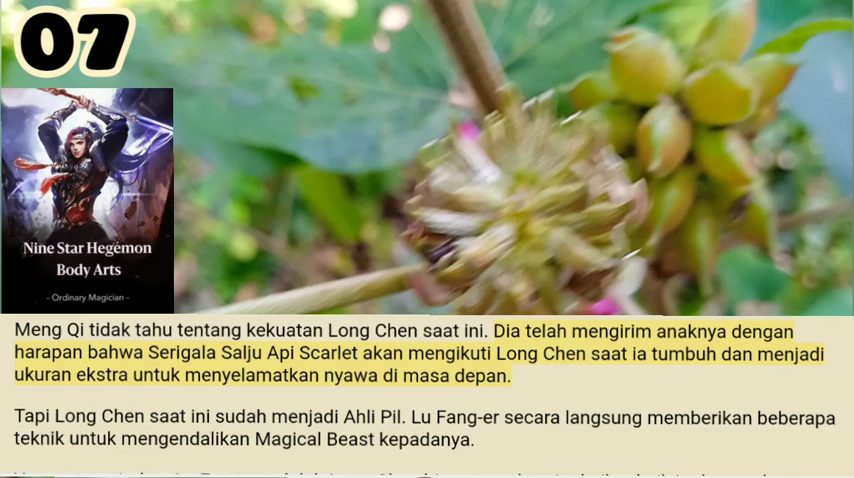 07
Nine Star Hegemon
Body Arts
- Ordinary Magician -
Meng Qi tidak tahu tentang kekuatan Long Chen saat ini. Dia telah mengirim anaknya dengan
harapan bahwa Serigala Salju Api Scarlet akan mengikuti Long Chen saat ia tumbuh dan menjadi
ukuran ekstra untuk menyelamatkan nyawa di masa depan.
Tapi Long Chen saat ini sudah menjadi Ahli Pil. Lu Fang-er secara langsung memberikan beberapa
teknik untuk mengendalikan Magical Beast kepadanya.